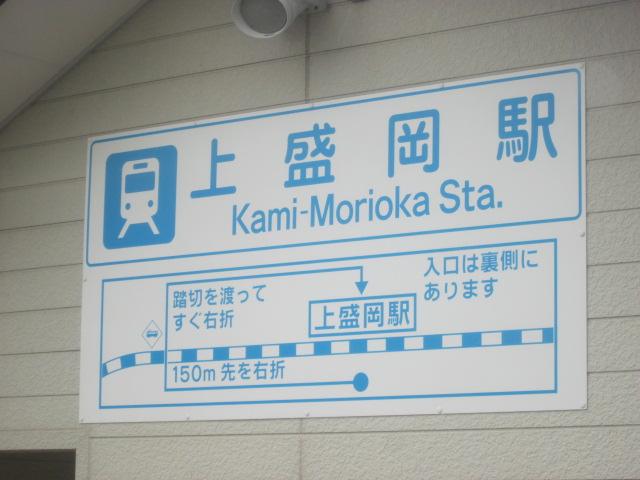 上盛岡駅
Kami-Morioka Sta.
入口は裏側に
あります
踏切を渡って
すぐ右折
上盛岡駅
150m 先を右折